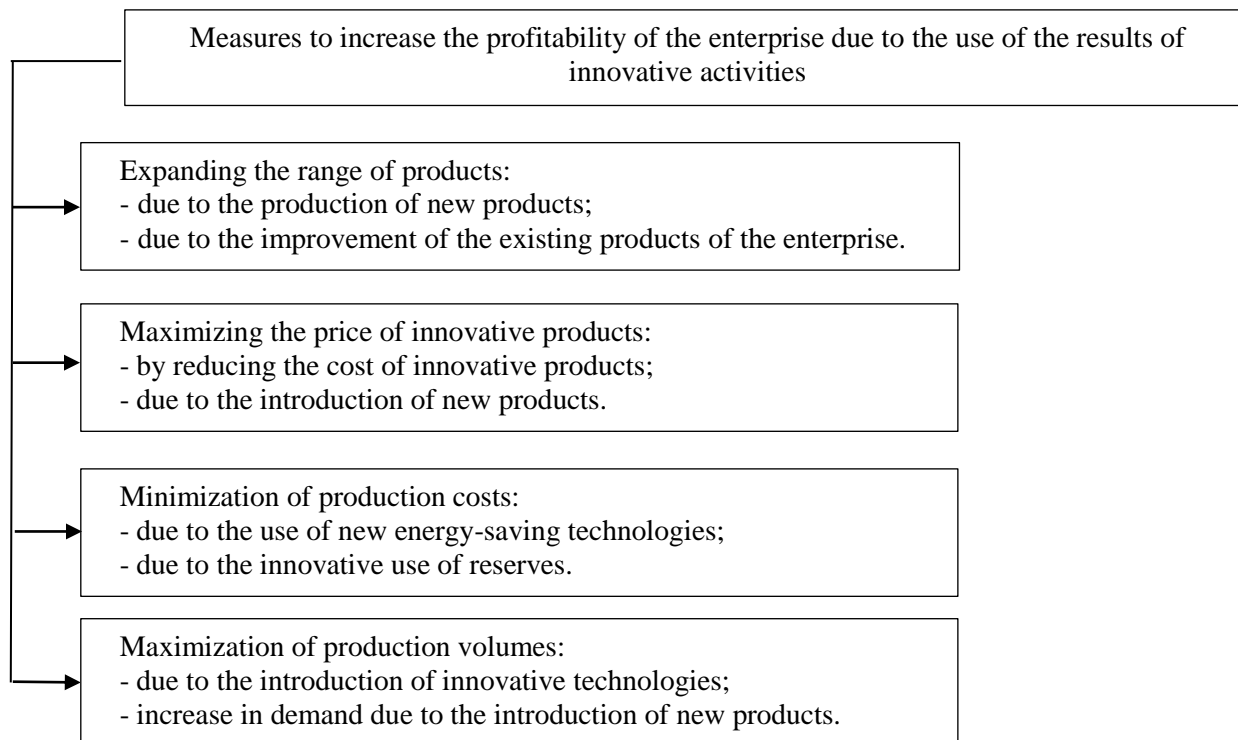 Measures to increase the profitability of the enterprise due to the use of the results of
innovative activities
Expanding the range of products:
- due to the production of new products;
- due to the improvement of the existing products of the enterprise.
Maximizing the price of innovative products:
- by reducing the cost of innovative products;
- due to the introduction of new products.
Minimization of production costs:
- due to the use of new energy-saving technologies;
- due to the innovative use of reserves.
Maximization of production volumes:
- due to the introduction of innovative technologies;
- increase in demand due to the introduction of new products.